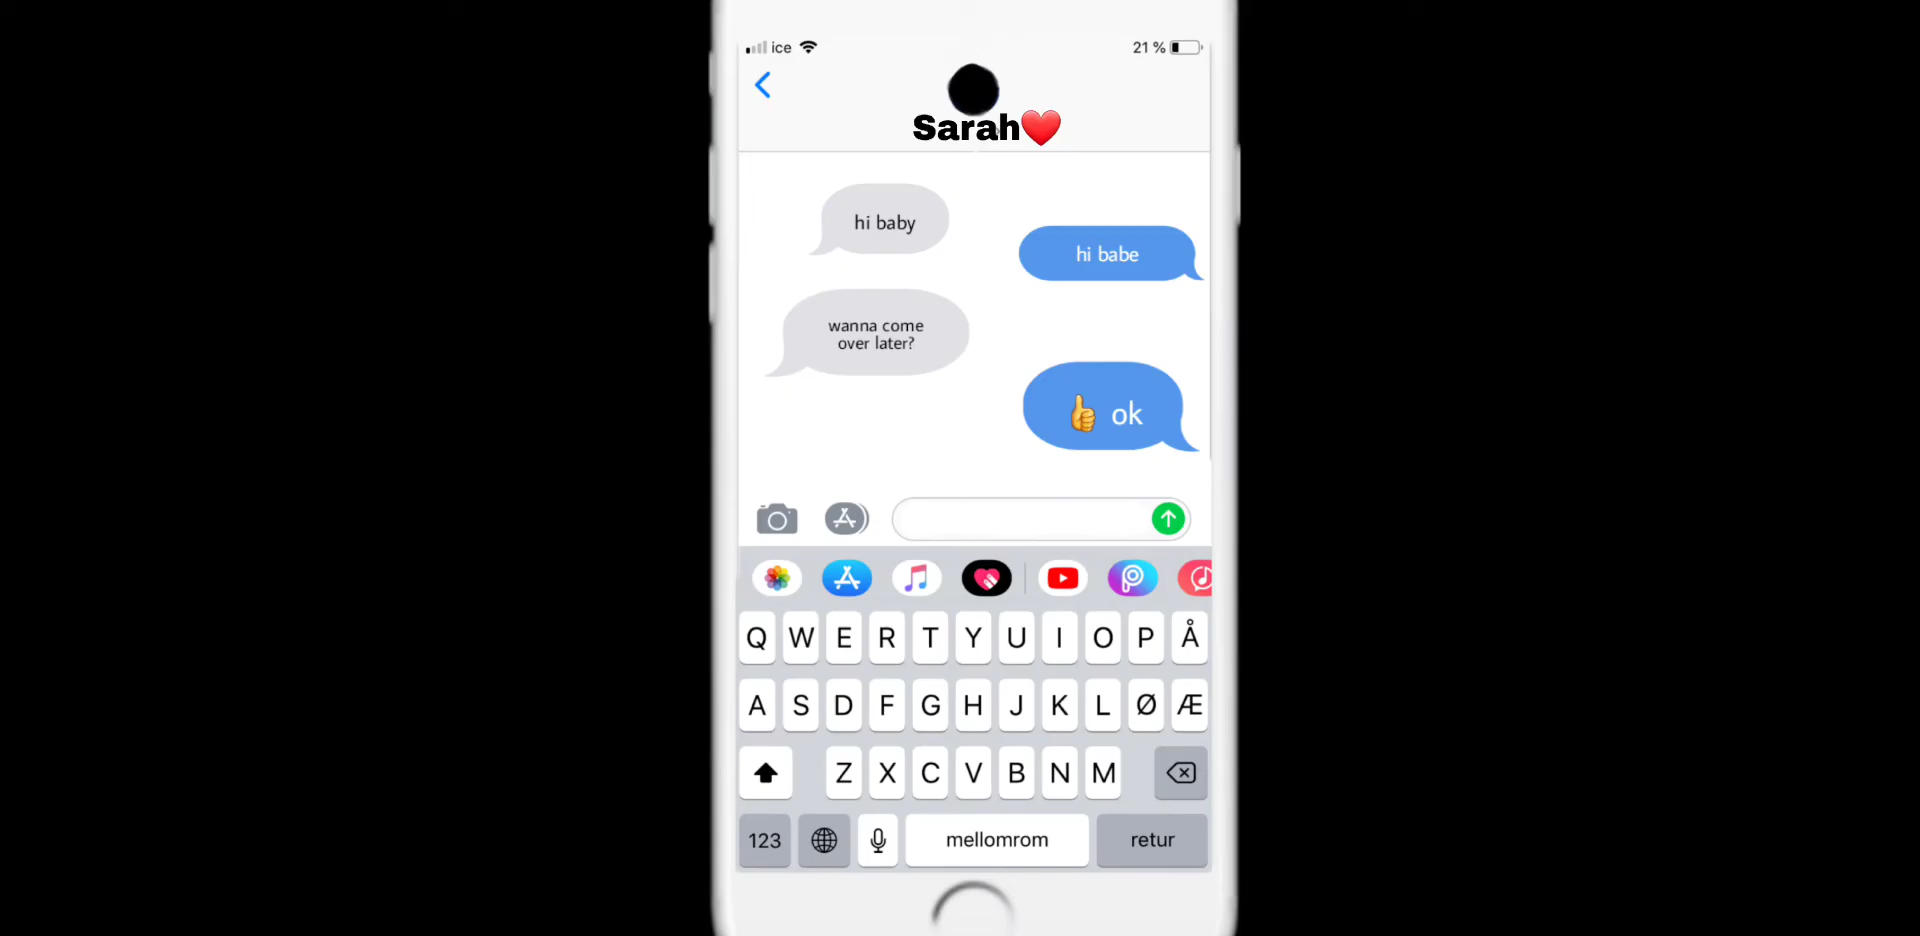 ice
21 %
Sarah❤️
hi baby
hi babe
wanna come
over later?
👍 ok
Q W E R T Y U I O P Å
A S D F G H J K L Ø Æ
Z X C V B N M
123 mellomrom retur